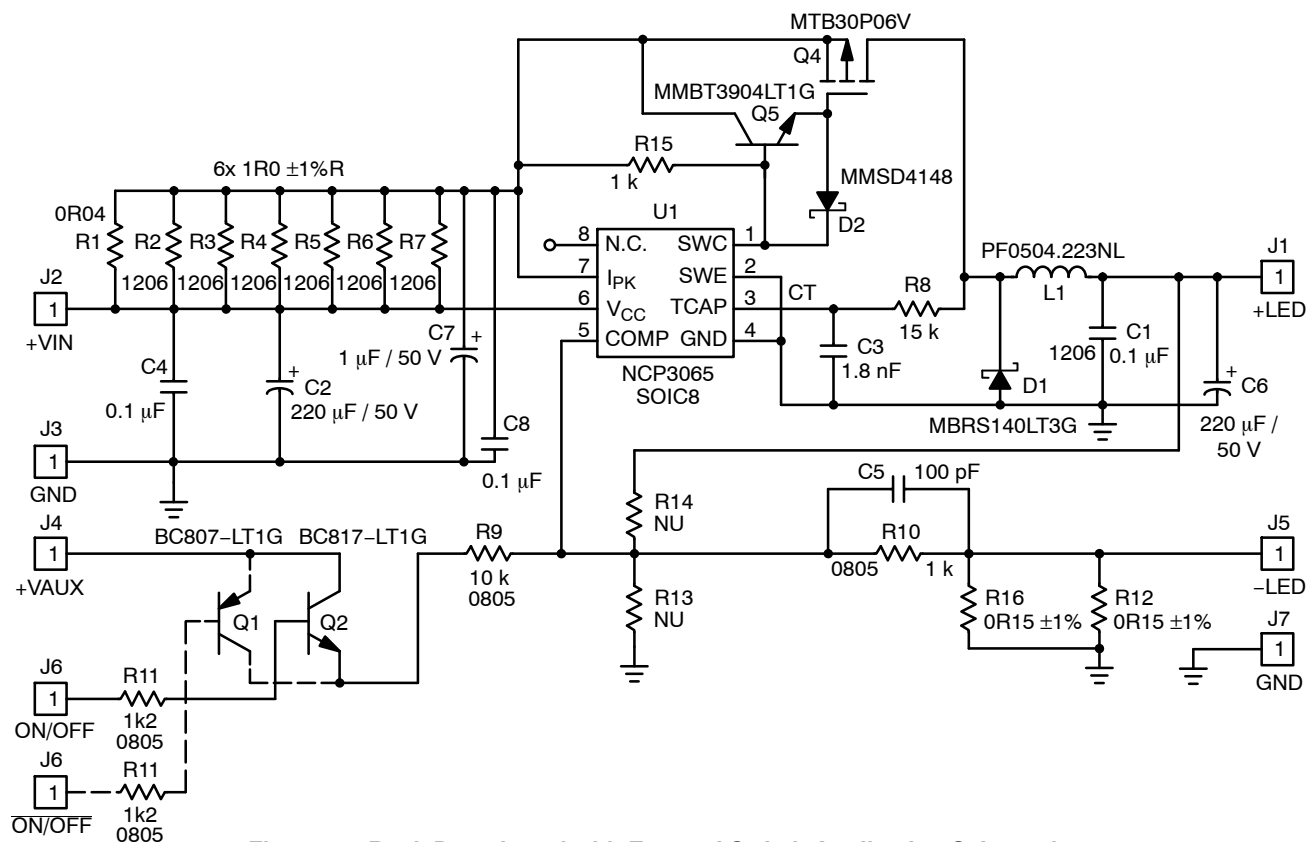 MTB30P06V
Q4
MMBT3904LT1G
Q5
R15
1 k
MMSD4148
D2
6x 1R0 ±1%R
0R04
R1
R2
R3
R4
R5
R6
R7
1206
1206
1206
1206
1206
1206
U1
8
N.C.
SWC
1
7
IPK
SWE
2
6
VCC
TCAP
3
5
COMP
GND
4
NCP3065
SOIC8
CT
R8
15 k
C3
1.8 nF
PF0504.223NL
L1
J1
1
+LED
C1
0.1 μF
1206
D1
MBRS140LT3G
+
C6
220 μF /
50 V
J2
1
+VIN
C4
0.1 μF
+
C2
220 μF / 50 V
C7
+
1 μF / 50 V
C8
0.1 μF
J3
1
GND
J4
1
+VAUX
BC807−LT1G
BC817−LT1G
Q1
Q2
R9
10 k
0805
R14
NU
R13
NU
C5
100 pF
R10
0805
1 k
R16
0R15 ±1%
R12
0R15 ±1%
J5
1
−LED
J7
1
GND
J6
1
ON/OFF
R11
1k2
0805
J6
1
ON/OFF
R11
1k2
0805